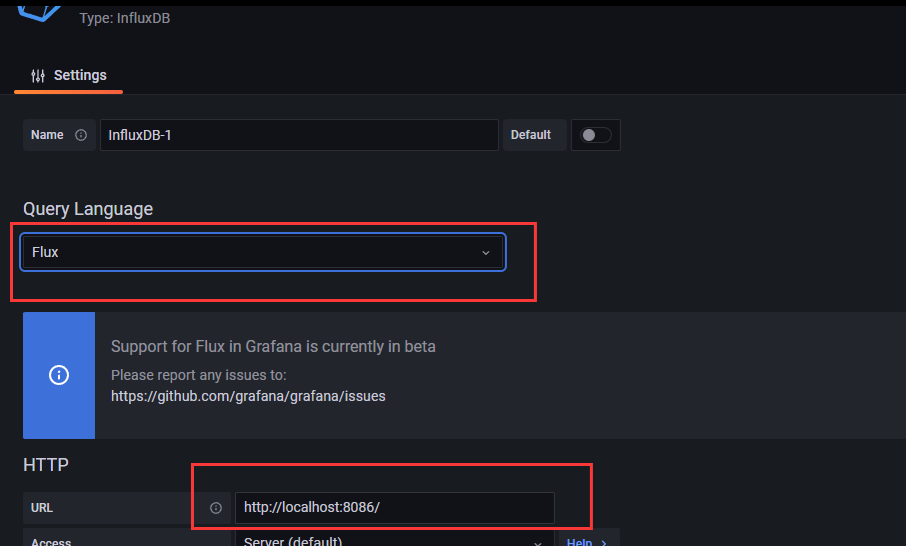 Type: InfluxDB
Settings
Name
InfluxDB-1
Default
Query Language
Flux
Support for Flux in Grafana is currently in beta
Please report any issues to:
https://github.com/grafana/grafana/issues
HTTP
URL
http://localhost:8086/
Access
Server (default)
Help